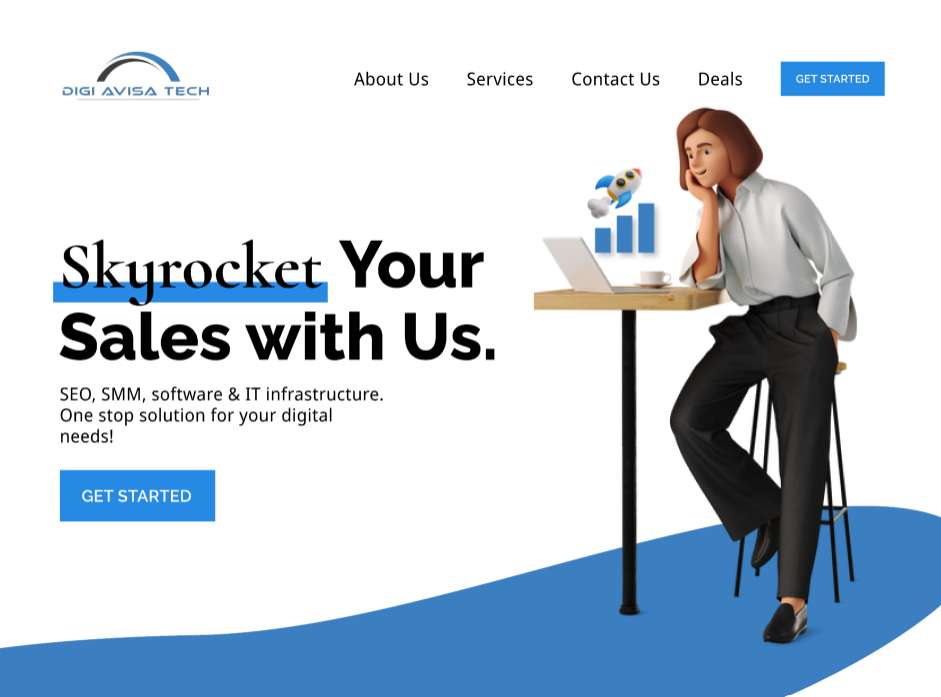 DIGI AVISA TECH
About Us Services Contact Us Deals GET STARTED
Skyrocket Your
Sales with Us.
SEO, SMM, software & IT infrastructure.
One stop solution for your digital
needs!
GET STARTED